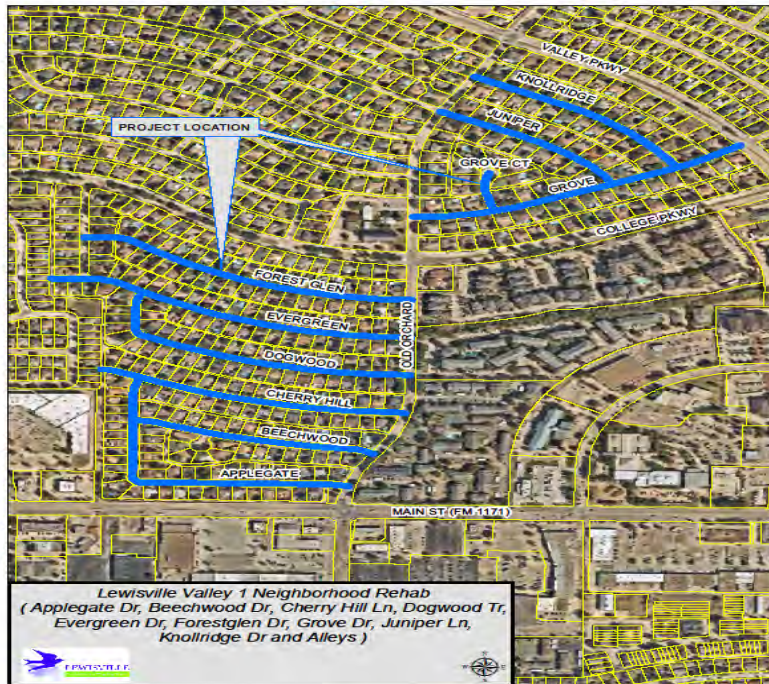 VALLEY PKWY
KNOLLRIDGE
PROJECT LOCATION
JUNIPER
GROVE CT
GROVE
COLLEGE PKWY
FOREST GLEN
OLD ORCHARD
EVERGREEN
DOGWOOD
CHERRY HILL
BEECHWOOD
APPLEGATE
MAIN ST (FM 1171)
Lewisville Valley 1 Neighborhood Rehab
( Applegate Dr, Beechwood Dr, Cherry Hill Ln, Dogwood Tr,
Evergreen Dr, Forestglen Dr, Grove Dr, Juniper Ln,
Knollridge Dr and Alleys )
LEWISVILLE